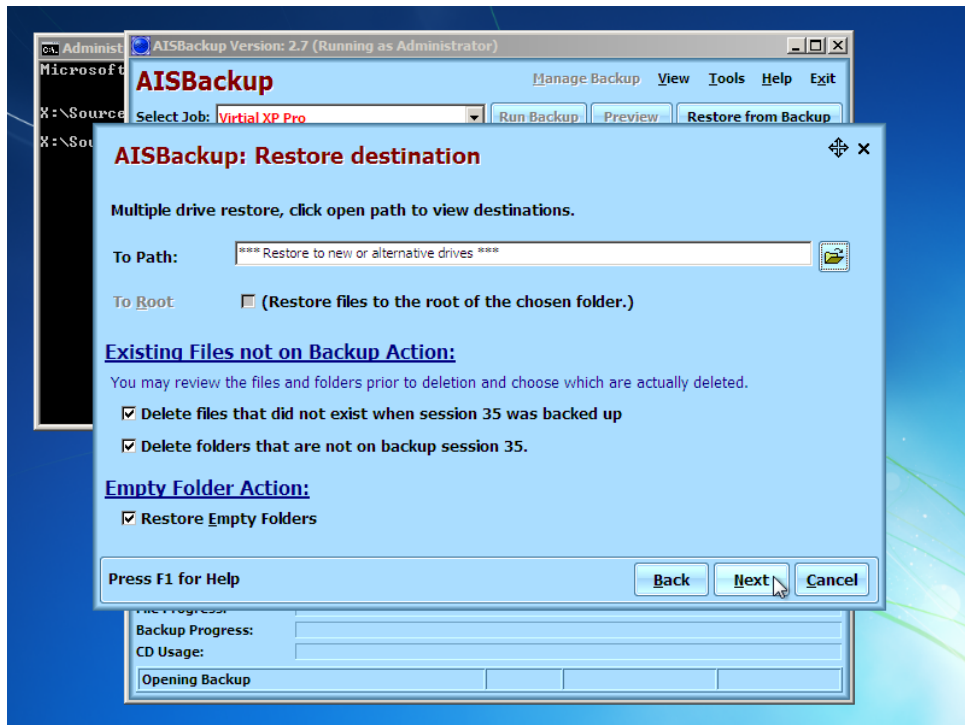 Administ
AISBackup Version: 2.7 (Running as Administrator)
Microsoft
AISBackup
Manage Backup View Tools Help Exit
X:\Source
Select Job: Virtial XP Pro Run Backup Preview Restore from Backup
X:\Sou
AISBackup: Restore destination
Multiple drive restore, click open path to view destinations.
To Path: *** Restore to new or alternative drives ***
To Root (Restore files to the root of the chosen folder.)
Existing Files not on Backup Action:
You may review the files and folders prior to deletion and choose which are actually deleted.
Delete files that did not exist when session 35 was backed up
Delete folders that are not on backup session 35.
Empty Folder Action:
Restore Empty Folders
Press F1 for Help Back Next Cancel
File Progress:
Backup Progress:
CD Usage:
Opening Backup